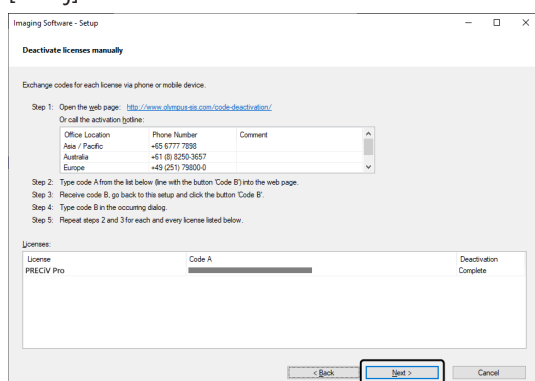 Imaging Software - Setup
Deactivate licenses manually
Exchange codes for each license via phone or mobile device.
Step 1: Open the web page: http://www.olympus-sis.com/code-deactivation/
Or call the activation hotline:
Office Location Phone Number Comment
Asia / Pacific +65 6777 7898
Australia +61 (8) 8250-3657
Europe +49 (251) 79800-0
Step 2: Type code A from the list below (line with the button 'Code B') into the web page.
Step 3: Receive code B, go back to this setup and click the button 'Code B'.
Step 4: Type code B in the occurring dialog.
Step 5: Repeat steps 2 and 3 for each and every license listed below.
Licenses:
License Code A Deactivation
PRECiV Pro Complete
< Back Next > Cancel